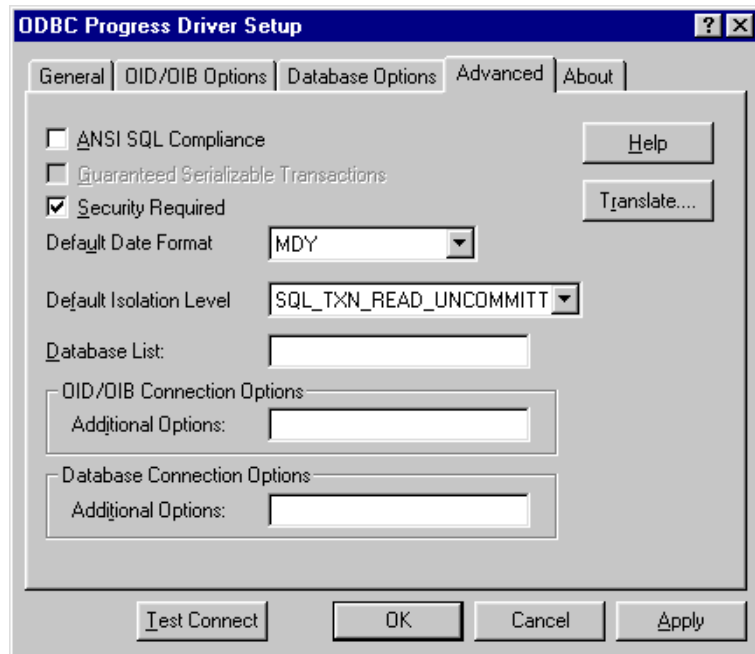 ODBC Progress Driver Setup
General OID/OIB Options Database Options Advanced About
ANSI SQL Compliance
Help
Guaranteed Serializable Transactions
Security Required
Translate....
Default Date Format MDY
Default Isolation Level SQL_TXN_READ_UNCOMMITT
Database List:
OID/OIB Connection Options
Additional Options:
Database Connection Options
Additional Options:
Test Connect OK Cancel Apply